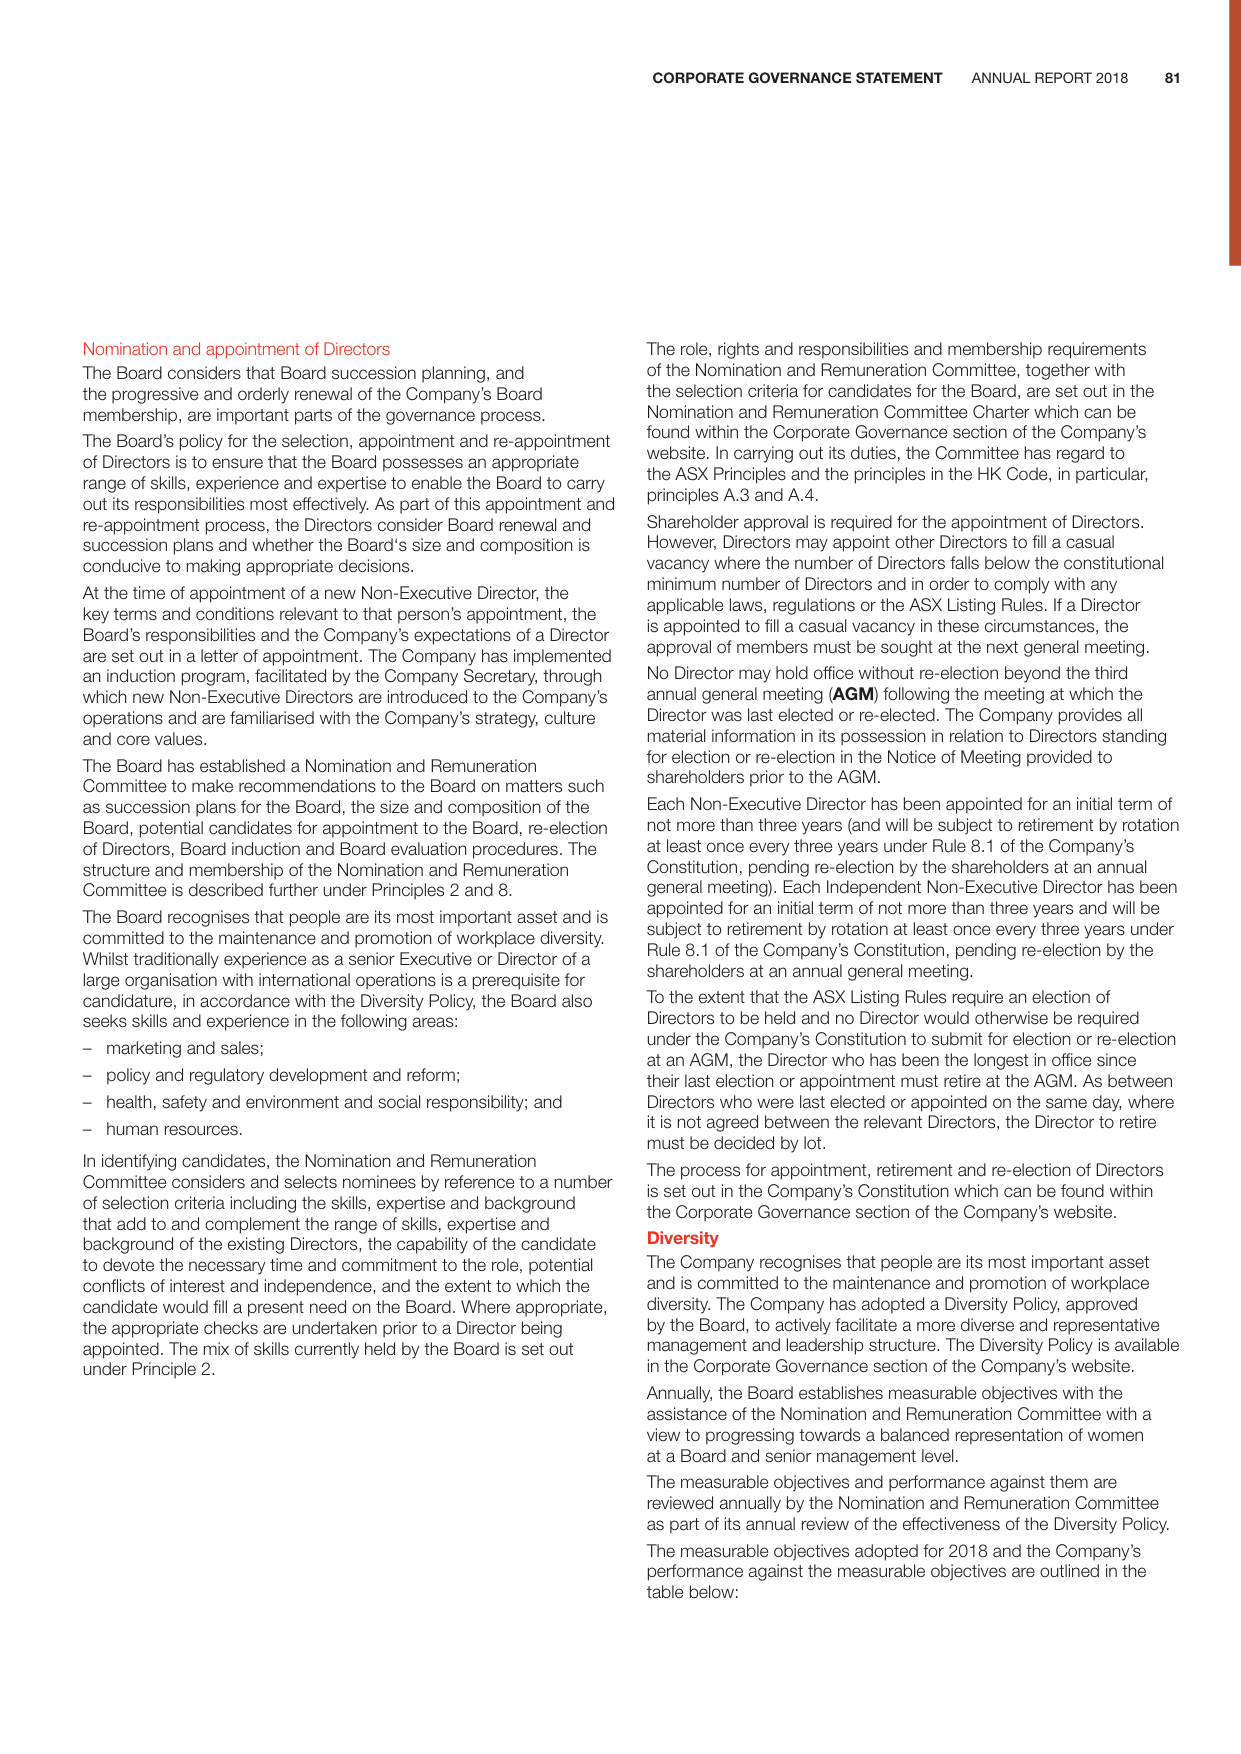 CORPORATE GOVERNANCE STATEMENT ANNUAL REPORT 2018 81
Nomination and appointment of Directors
The Board considers that Board succession planning, and
the progressive and orderly renewal of the Company’s Board
membership, are important parts of the governance process.
The Board’s policy for the selection, appointment and re-appointment
of Directors is to ensure that the Board possesses an appropriate
range of skills, experience and expertise to enable the Board to carry
out its responsibilities most effectively. As part of this appointment and
re-appointment process, the Directors consider Board renewal and
succession plans and whether the Board‘s size and composition is
conducive to making appropriate decisions.
At the time of appointment of a new Non-Executive Director, the
key terms and conditions relevant to that person’s appointment, the
Board’s responsibilities and the Company’s expectations of a Director
are set out in a letter of appointment. The Company has implemented
an induction program, facilitated by the Company Secretary, through
which new Non-Executive Directors are introduced to the Company’s
operations and are familiarised with the Company’s strategy, culture
and core values.
The Board has established a Nomination and Remuneration
Committee to make recommendations to the Board on matters such
as succession plans for the Board, the size and composition of the
Board, potential candidates for appointment to the Board, re-election
of Directors, Board induction and Board evaluation procedures. The
structure and membership of the Nomination and Remuneration
Committee is described further under Principles 2 and 8.
The Board recognises that people are its most important asset and is
committed to the maintenance and promotion of workplace diversity.
Whilst traditionally experience as a senior Executive or Director of a
large organisation with international operations is a prerequisite for
candidature, in accordance with the Diversity Policy, the Board also
seeks skills and experience in the following areas:
– marketing and sales;
– policy and regulatory development and reform;
– health, safety and environment and social responsibility; and
– human resources.
In identifying candidates, the Nomination and Remuneration
Committee considers and selects nominees by reference to a number
of selection criteria including the skills, expertise and background
that add to and complement the range of skills, expertise and
background of the existing Directors, the capability of the candidate
to devote the necessary time and commitment to the role, potential
conflicts of interest and independence, and the extent to which the
candidate would fill a present need on the Board. Where appropriate,
the appropriate checks are undertaken prior to a Director being
appointed. The mix of skills currently held by the Board is set out
under Principle 2.
The role, rights and responsibilities and membership requirements
of the Nomination and Remuneration Committee, together with
the selection criteria for candidates for the Board, are set out in the
Nomination and Remuneration Committee Charter which can be
found within the Corporate Governance section of the Company’s
website. In carrying out its duties, the Committee has regard to
the ASX Principles and the principles in the HK Code, in particular,
principles A.3 and A.4.
Shareholder approval is required for the appointment of Directors.
However, Directors may appoint other Directors to fill a casual
vacancy where the number of Directors falls below the constitutional
minimum number of Directors and in order to comply with any
applicable laws, regulations or the ASX Listing Rules. If a Director
is appointed to fill a casual vacancy in these circumstances, the
approval of members must be sought at the next general meeting.
No Director may hold office without re-election beyond the third
annual general meeting (AGM) following the meeting at which the
Director was last elected or re-elected. The Company provides all
material information in its possession in relation to Directors standing
for election or re-election in the Notice of Meeting provided to
shareholders prior to the AGM.
Each Non-Executive Director has been appointed for an initial term of
not more than three years (and will be subject to retirement by rotation
at least once every three years under Rule 8.1 of the Company’s
Constitution, pending re-election by the shareholders at an annual
general meeting). Each Independent Non-Executive Director has been
appointed for an initial term of not more than three years and will be
subject to retirement by rotation at least once every three years under
Rule 8.1 of the Company’s Constitution, pending re-election by the
shareholders at an annual general meeting.
To the extent that the ASX Listing Rules require an election of
Directors to be held and no Director would otherwise be required
under the Company’s Constitution to submit for election or re-election
at an AGM, the Director who has been the longest in office since
their last election or appointment must retire at the AGM. As between
Directors who were last elected or appointed on the same day, where
it is not agreed between the relevant Directors, the Director to retire
must be decided by lot.
The process for appointment, retirement and re-election of Directors
is set out in the Company’s Constitution which can be found within
the Corporate Governance section of the Company’s website.
Diversity
The Company recognises that people are its most important asset
and is committed to the maintenance and promotion of workplace
diversity. The Company has adopted a Diversity Policy, approved
by the Board, to actively facilitate a more diverse and representative
management and leadership structure. The Diversity Policy is available
in the Corporate Governance section of the Company’s website.
Annually, the Board establishes measurable objectives with the
assistance of the Nomination and Remuneration Committee with a
view to progressing towards a balanced representation of women
at a Board and senior management level.
The measurable objectives and performance against them are
reviewed annually by the Nomination and Remuneration Committee
as part of its annual review of the effectiveness of the Diversity Policy.
The measurable objectives adopted for 2018 and the Company’s
performance against the measurable objectives are outlined in the
table below: